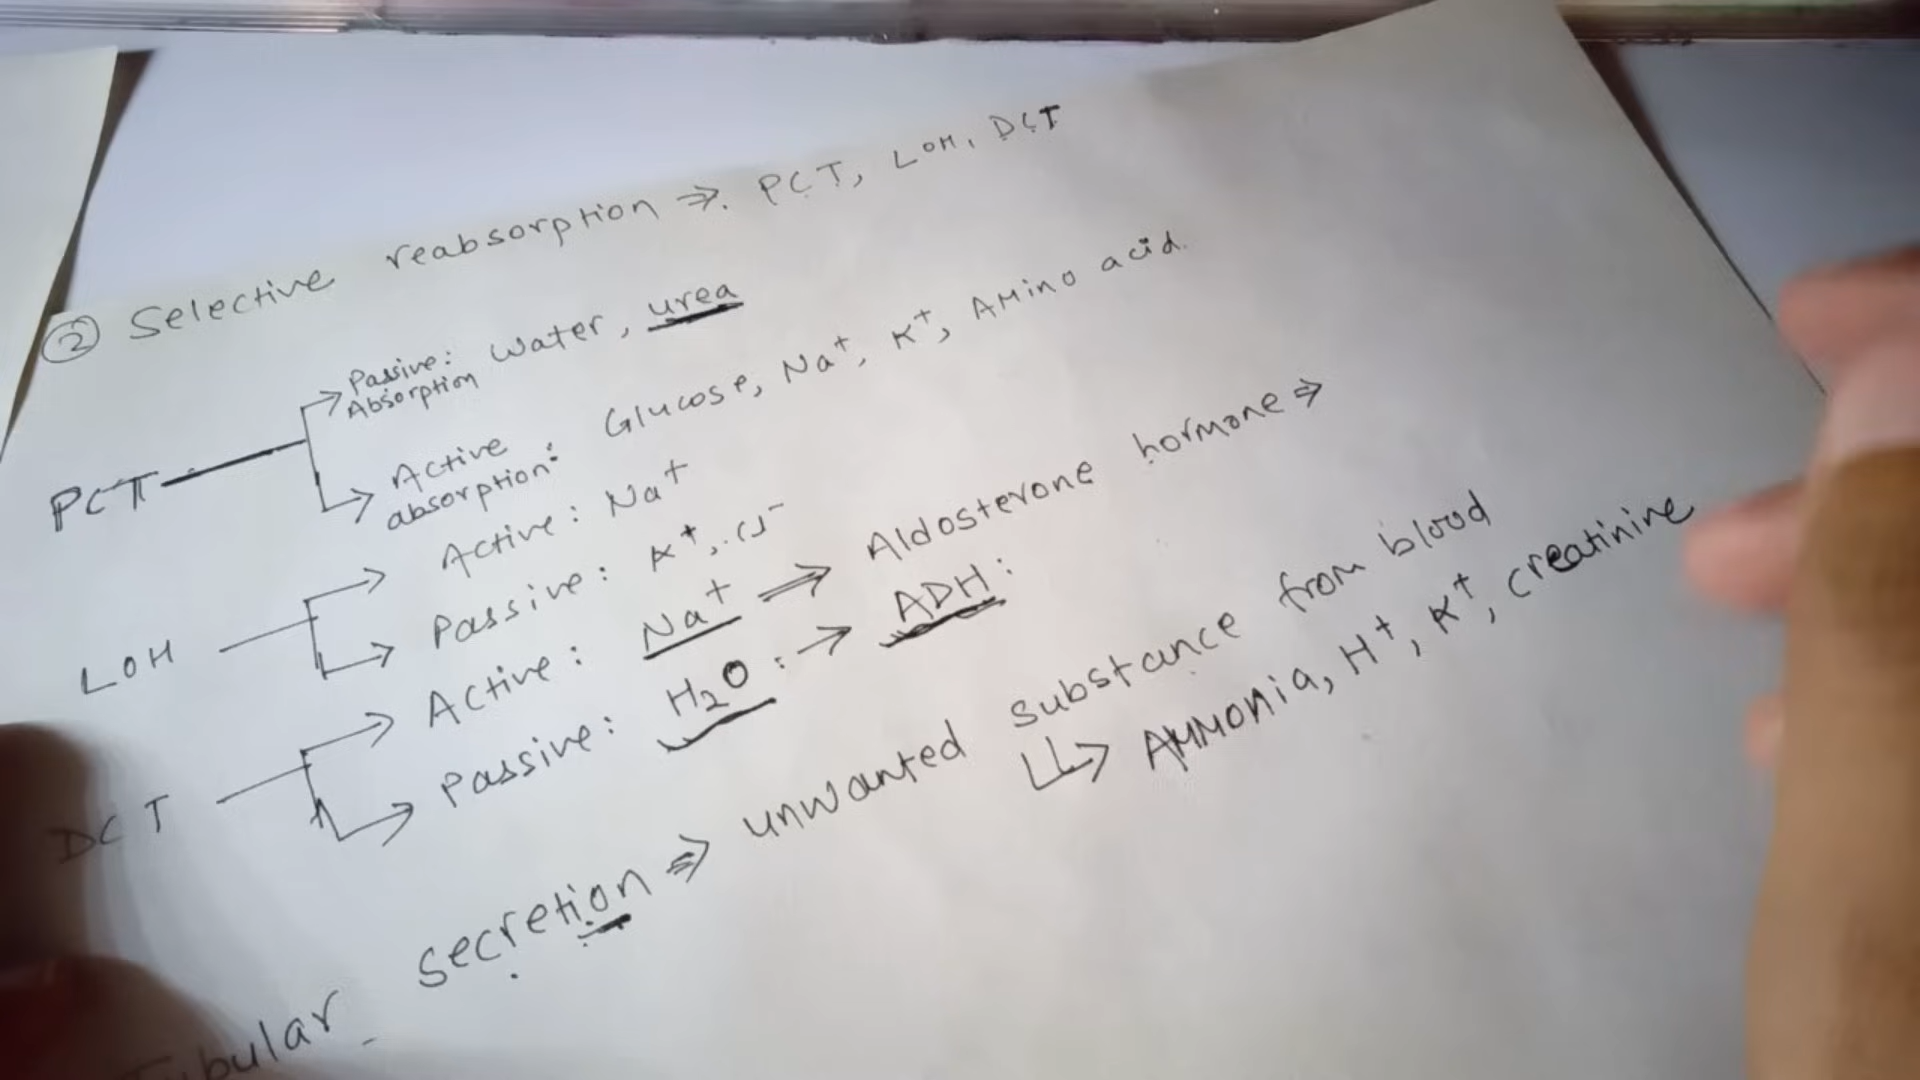 ② Selective reabsorption ⇒. PCT, LOH, DCT
Passive: Water, urea
Absorption
PCT
Active
absorption: Glucose, Na⁺, K⁺, Amino acid.
Active: Na⁺
LOH
Passive: K⁺, Cl⁻
Active: Na⁺ ⇒ Aldosterone hormone ⇒
DCT
Passive: H₂O: → ADH:
Tubular secretion ⇒ unwanted substance from blood
Ammonia, H⁺, K⁺, creatinine